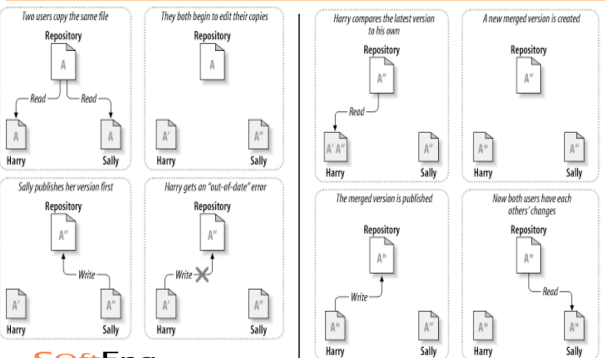 Two users copy the same file
Repository
A
Read
Read
A
A
Harry
Sally
They both begin to edit their copies
Repository
A
A'
A"
Harry
Sally
Sally publishes her version first
Repository
A"
Write
A'
A"
Harry
Sally
Harry gets an "out-of-date" error
Repository
A"
Write
A'
A"
Harry
Sally
Harry compares the latest version
to his own
Repository
A"
Read
A' A"
A"
Harry
Sally
A new merged version is created
Repository
A"
A*
A"
Harry
Sally
The merged version is published
Repository
A*
Write
A*
A"
Harry
Sally
Now both users have each
others' changes
Repository
A*
Read
A*
A*
Harry
Sally
SoftEng